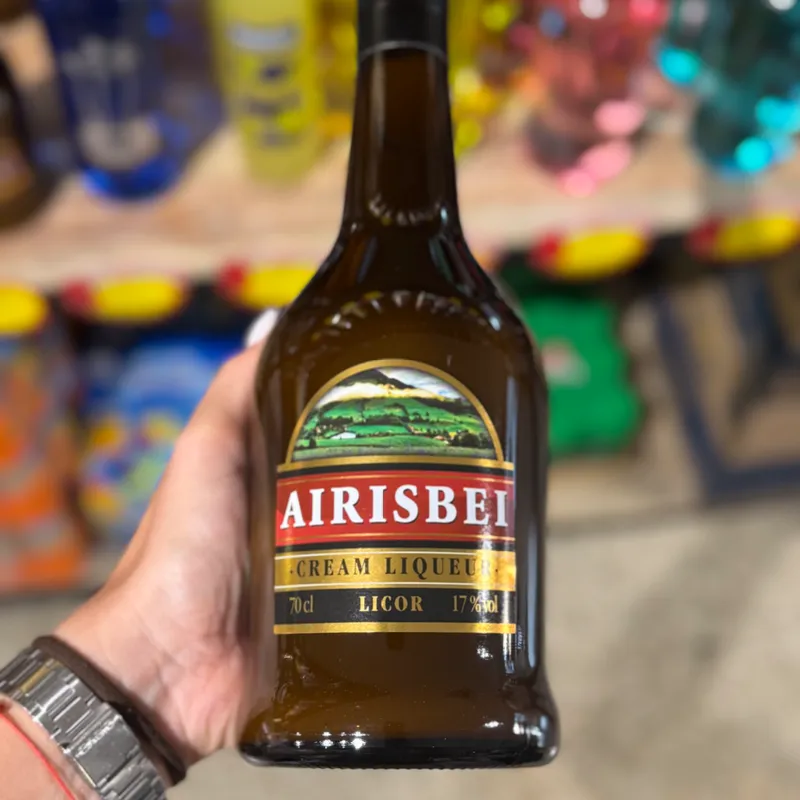 AIRISBEI
·CREAM LIQUEUR·
70cl LICOR 17% vol